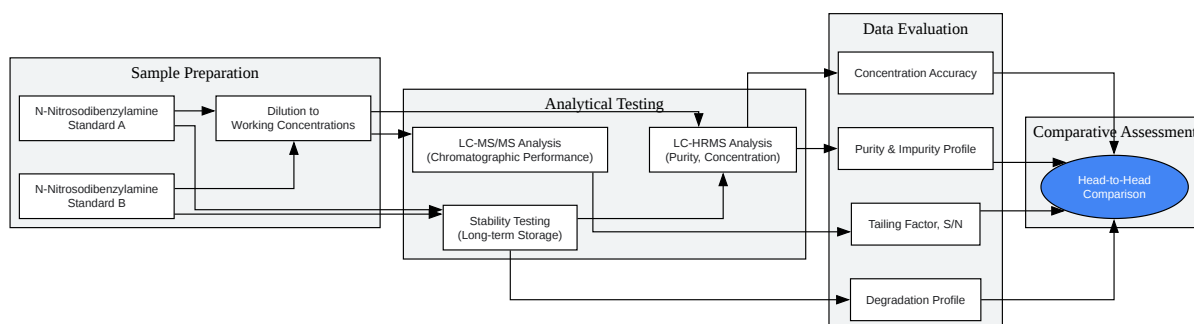 Sample Preparation
N-Nitrosodibenzylamine
Standard A
Dilution to
Working Concentrations
N-Nitrosodibenzylamine
Standard B
Analytical Testing
LC-MS/MS Analysis
(Chromatographic Performance)
LC-HRMS Analysis
(Purity, Concentration)
Stability Testing
(Long-term Storage)
Data Evaluation
Concentration Accuracy
Purity & Impurity Profile
Tailing Factor, S/N
Degradation Profile
Comparative Assessment
Head-to-Head
Comparison